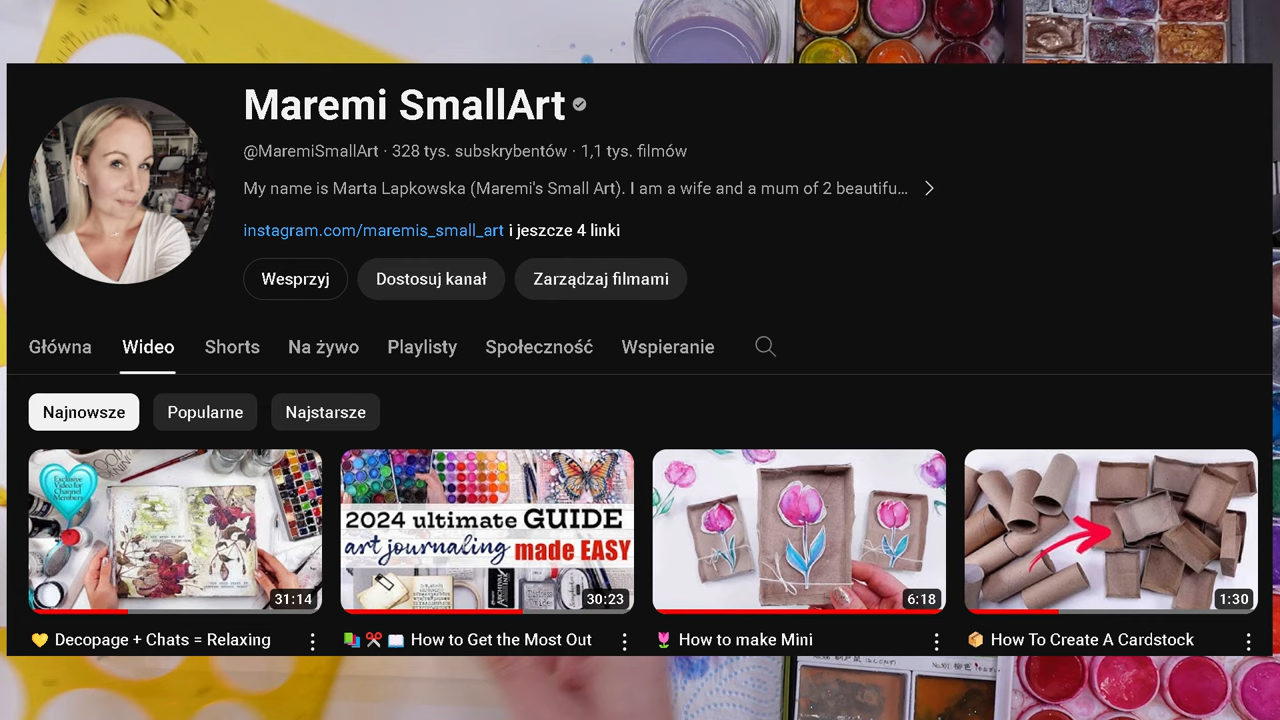 Maremi SmallArt
@MaremiSmallArt · 328 tys. subskrybentów · 1,1 tys. filmów
My name is Marta Lapkowska (Maremi's Small Art). I am a wife and a mum of 2 beautifu...
instagram.com/maremis_small_art i jeszcze 4 linki
Wesprzyj Dostosuj kanał Zarządzaj filmami
Główna Wideo Shorts Na żywo Playlisty Społeczność Wspieranie
Najnowsze Popularne Najstarsze
Exclusive
Video for
Channel
Members
31:14
2024 ultimate GUIDE
art journaling made EASY
30:23
6:18
1:30
💛 Decopage + Chats = Relaxing
📚 ✂️ 📖 How to Get the Most Out
🌷 How to make Mini
📦 How To Create A Cardstock